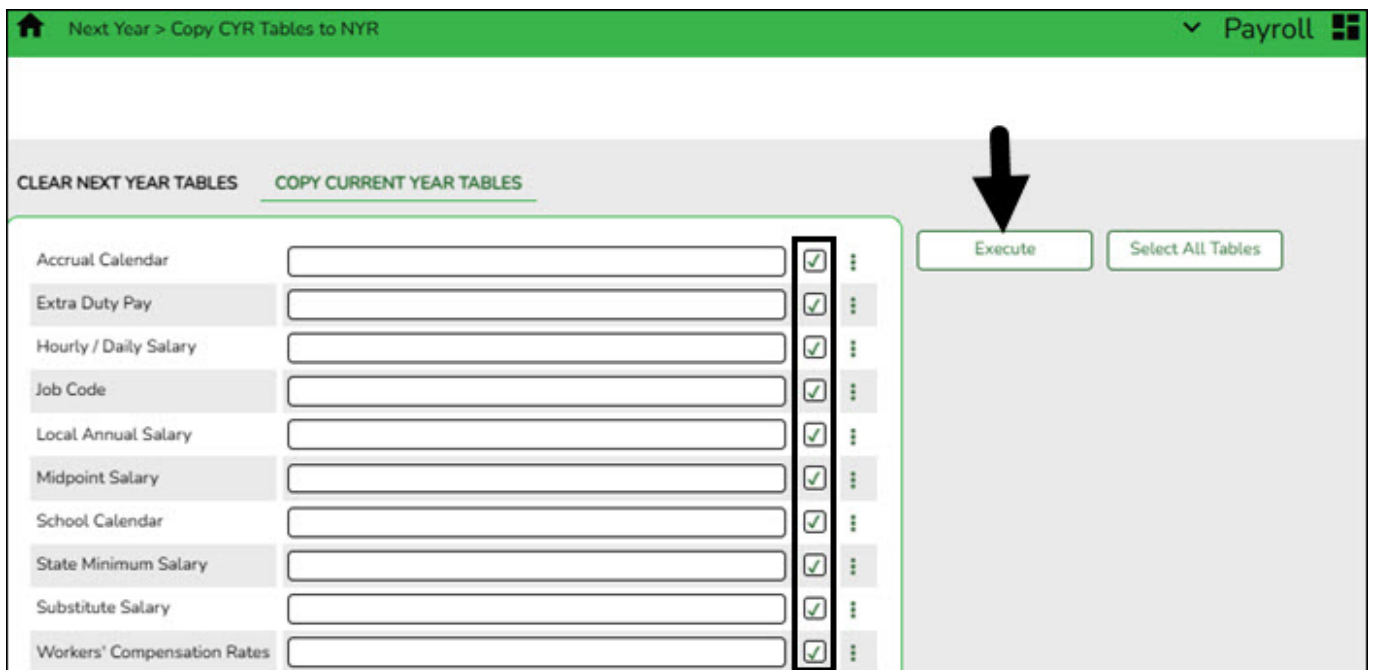 Next Year > Copy CYR Tables to NYR
Payroll
CLEAR NEXT YEAR TABLES COPY CURRENT YEAR TABLES
Execute Select All Tables
Accrual Calendar
Extra Duty Pay
Hourly / Daily Salary
Job Code
Local Annual Salary
Midpoint Salary
School Calendar
State Minimum Salary
Substitute Salary
Workers' Compensation Rates